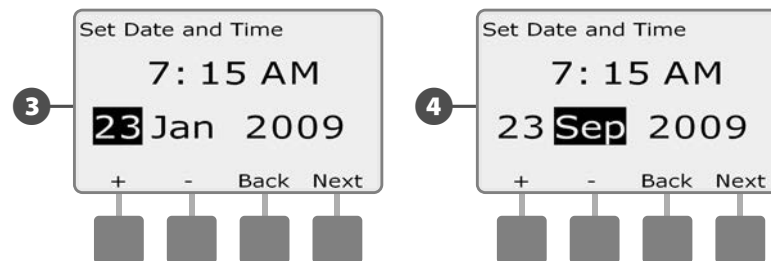 3
Set Date and Time
7: 15 AM
23 Jan 2009
+ - Back Next
4
Set Date and Time
7: 15 AM
23 Sep 2009
+ - Back Next